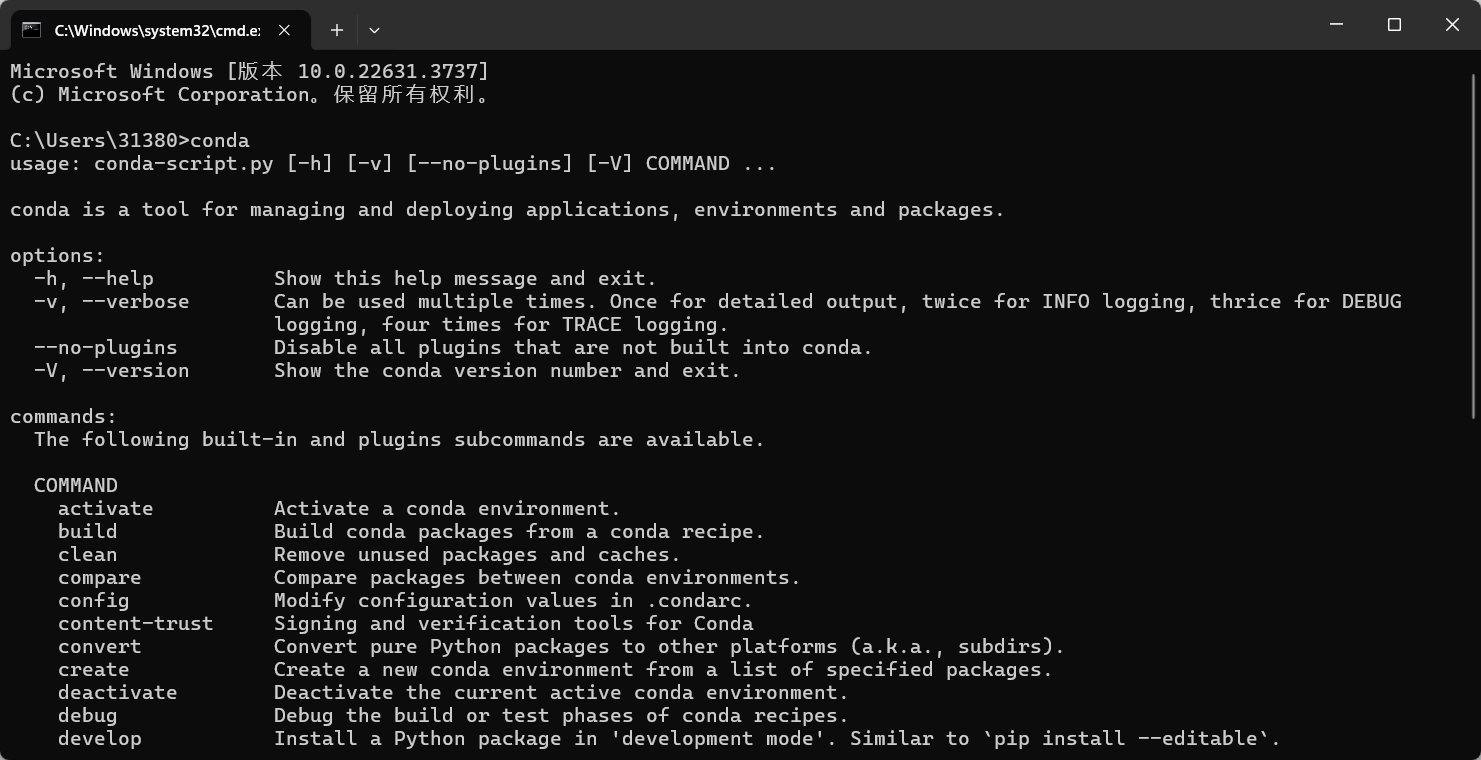 C:\Windows\system32\cmd.e
Microsoft Windows [版本 10.0.22631.3737]
(c) Microsoft Corporation。保留所有权利。
C:\Users\31380>conda
usage: conda-script.py [-h] [-v] [--no-plugins] [-V] COMMAND ...
conda is a tool for managing and deploying applications, environments and packages.
options:
-h, --help Show this help message and exit.
-v, --verbose Can be used multiple times. Once for detailed output, twice for INFO logging, thrice for DEBUG
logging, four times for TRACE logging.
--no-plugins Disable all plugins that are not built into conda.
-V, --version Show the conda version number and exit.
commands:
The following built-in and plugins subcommands are available.
COMMAND
activate Activate a conda environment.
build Build conda packages from a conda recipe.
clean Remove unused packages and caches.
compare Compare packages between conda environments.
config Modify configuration values in .condarc.
content-trust Signing and verification tools for Conda
convert Convert pure Python packages to other platforms (a.k.a., subdirs).
create Create a new conda environment from a list of specified packages.
deactivate Deactivate the current active conda environment.
debug Debug the build or test phases of conda recipes.
develop Install a Python package in 'development mode'. Similar to `pip install --editable`.